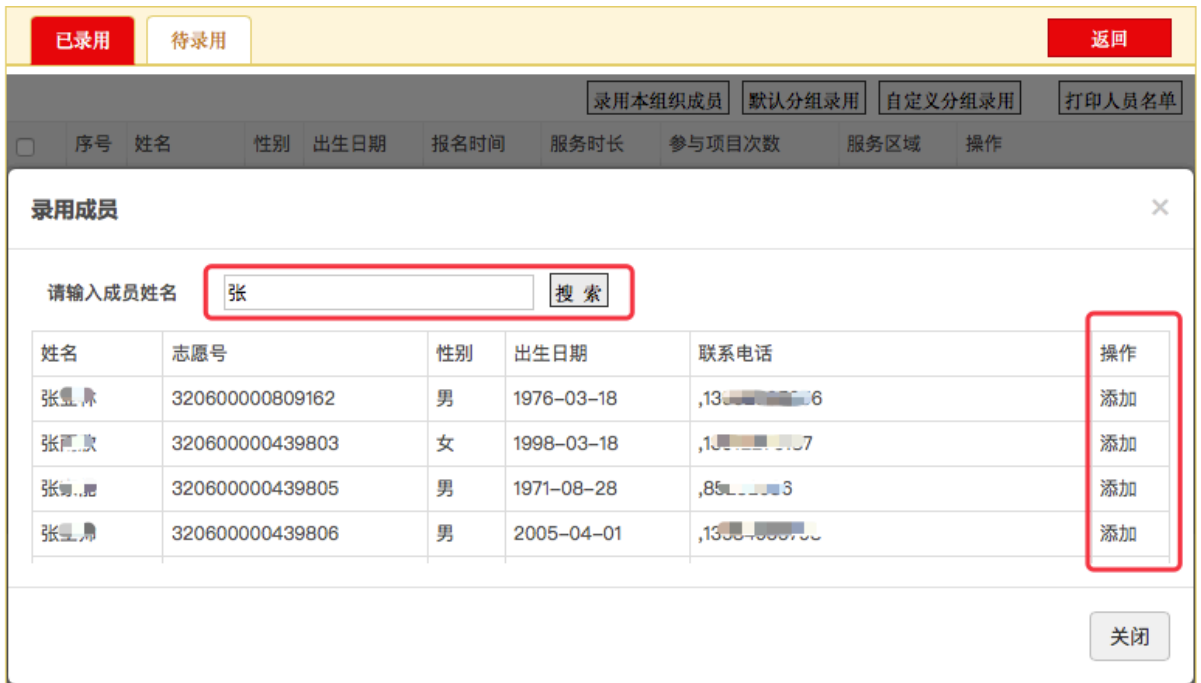 已录用 待录用 返回
录用本组织成员 默认分组录用 自定义分组录用 打印人员名单
序号 姓名 性别 出生日期 报名时间 服务时长 参与项目次数 服务区域 操作
录用成员 ×
请输入成员姓名 张 搜 索
姓名 志愿号 性别 出生日期 联系电话 操作
张 320600000809162 男 1976-03-18 添加
张 320600000439803 女 1998-03-18 添加
张 320600000439805 男 1971-08-28 添加
张 320600000439806 男 2005-04-01 添加
关闭